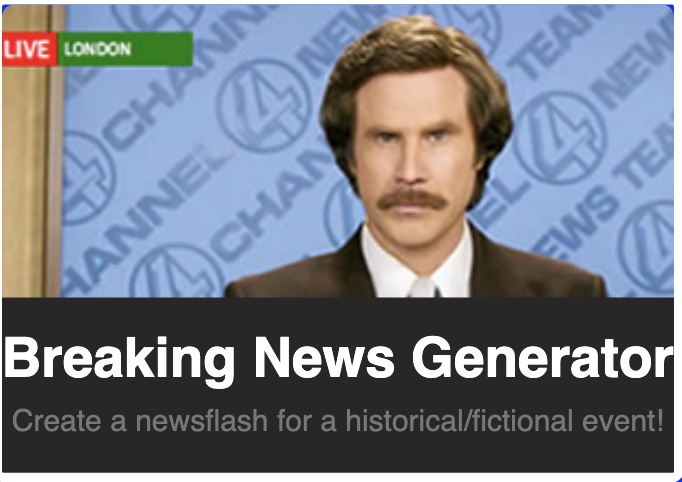 LIVE LONDON
CHANNEL 4 NEWS TEAM
Breaking News Generator
Create a newsflash for a historical/fictional event!